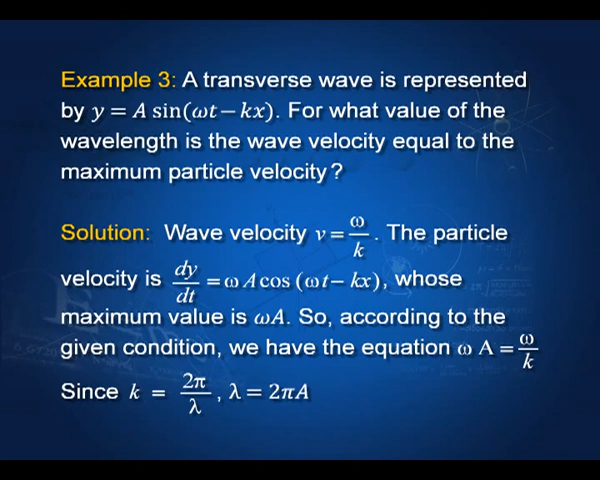 Example 3: A transverse wave is represented
by y = A sin(ωt – kx). For what value of the
wavelength is the wave velocity equal to the
maximum particle velocity ?
Solution: Wave velocity v = ω/k. The particle
velocity is dy/dt = ω A cos (ωt – kx), whose
maximum value is ωA. So, according to the
given condition, we have the equation ω A = ω/k
Since k = 2π/λ, λ = 2πA